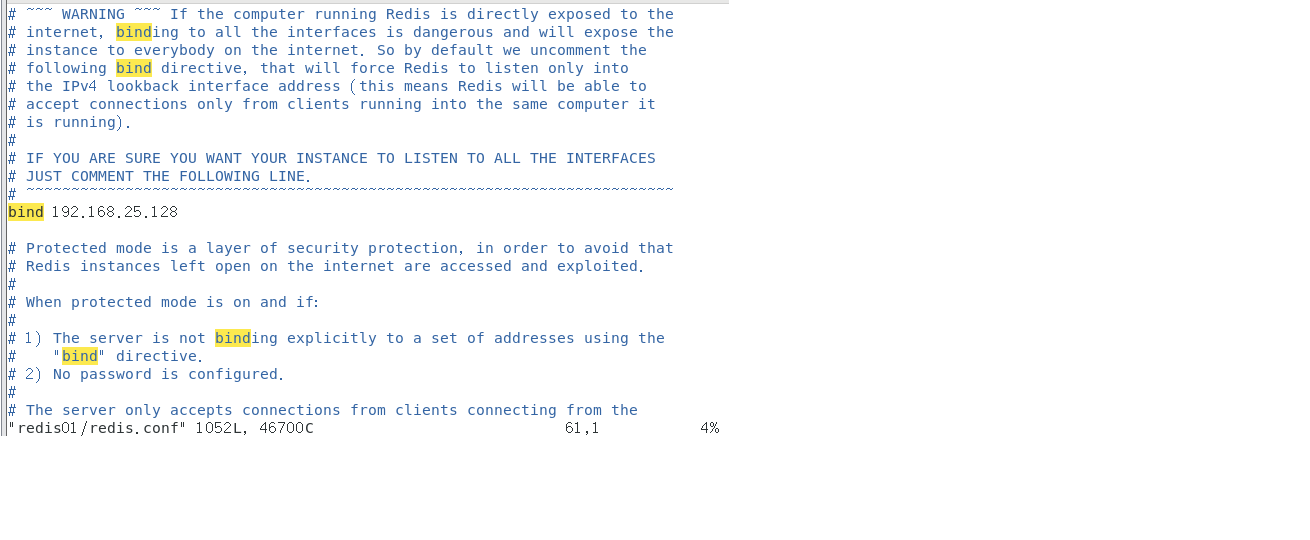 # ~~~ WARNING ~~~ If the computer running Redis is directly exposed to the
# internet, binding to all the interfaces is dangerous and will expose the
# instance to everybody on the internet. So by default we uncomment the
# following bind directive, that will force Redis to listen only into
# the IPv4 lookback interface address (this means Redis will be able to
# accept connections only from clients running into the same computer it
# is running).
#
# IF YOU ARE SURE YOU WANT YOUR INSTANCE TO LISTEN TO ALL THE INTERFACES
# JUST COMMENT THE FOLLOWING LINE.
# ~~~~~~~~~~~~~~~~~~~~~~~~~~~~~~~~~~~~~~~~~~~~~~~~~~~~~~~~~~~~~~~~~~~~~~~~
bind 192.168.25.128
# Protected mode is a layer of security protection, in order to avoid that
# Redis instances left open on the internet are accessed and exploited.
#
# When protected mode is on and if:
#
# 1) The server is not binding explicitly to a set of addresses using the
#    "bind" directive.
# 2) No password is configured.
#
# The server only accepts connections from clients connecting from the
"redis01/redis.conf" 1052L, 46700C 61,1 4%